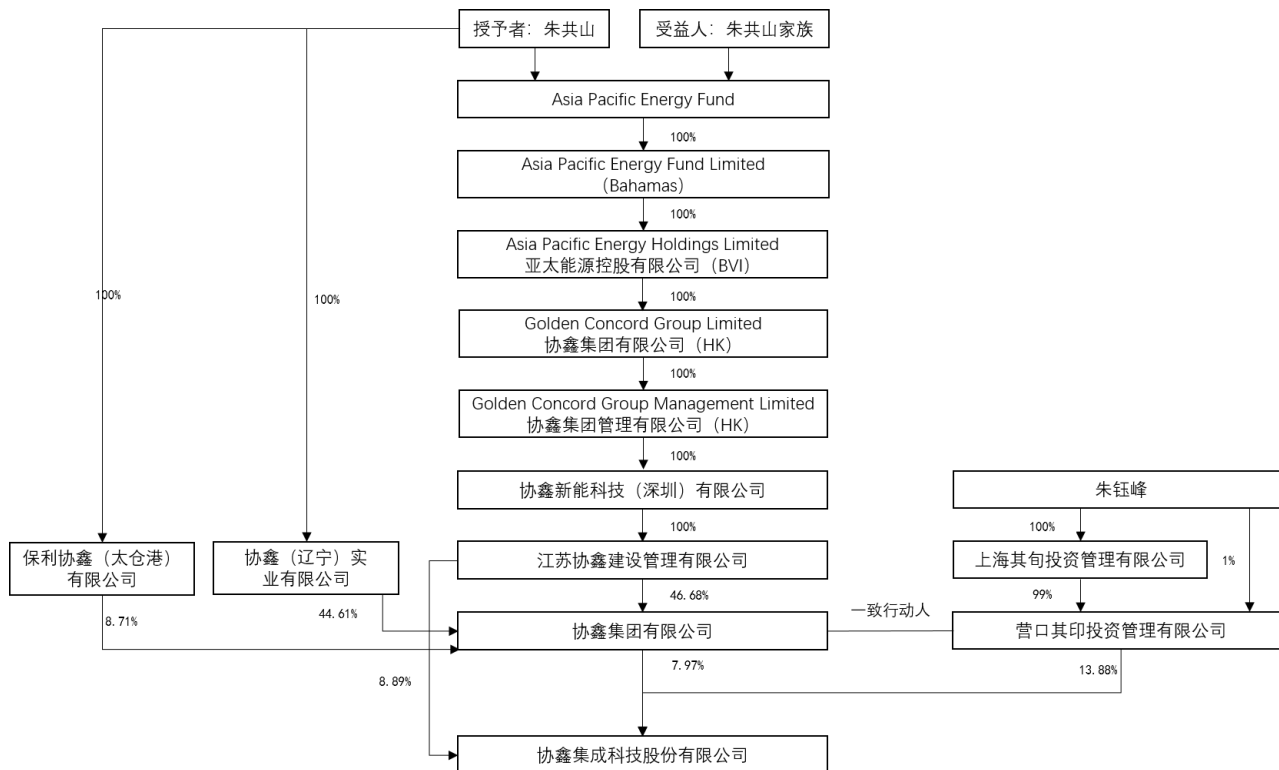 授予者：朱共山
受益人：朱共山家族
Asia Pacific Energy Fund
100%
Asia Pacific Energy Fund Limited
（Bahamas）
100%
Asia Pacific Energy Holdings Limited
亚太能源控股有限公司（BVI）
100%
100%
100%
Golden Concord Group Limited
协鑫集团有限公司（HK）
100%
Golden Concord Group Management Limited
协鑫集团管理有限公司（HK）
100%
协鑫新能科技（深圳）有限公司
朱钰峰
100%
100%
保利协鑫（太仓港）
有限公司
协鑫（辽宁）实
业有限公司
江苏协鑫建设管理有限公司
上海其旬投资管理有限公司
1%
8.71%
44.61%
46.68%
99%
协鑫集团有限公司
一致行动人
营口其印投资管理有限公司
8.89%
7.97%
13.88%
协鑫集成科技股份有限公司